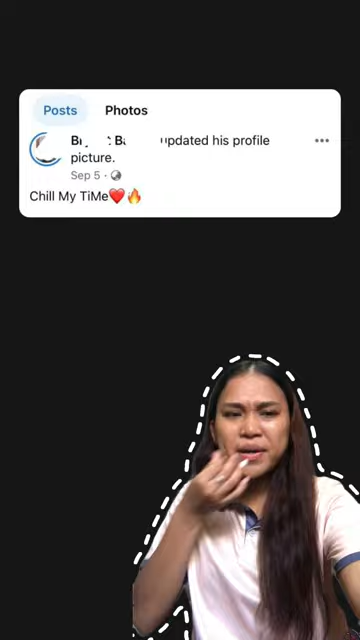 Posts Photos
updated his profile
picture.
Sep 5 ·
Chill My TiMe❤️🔥